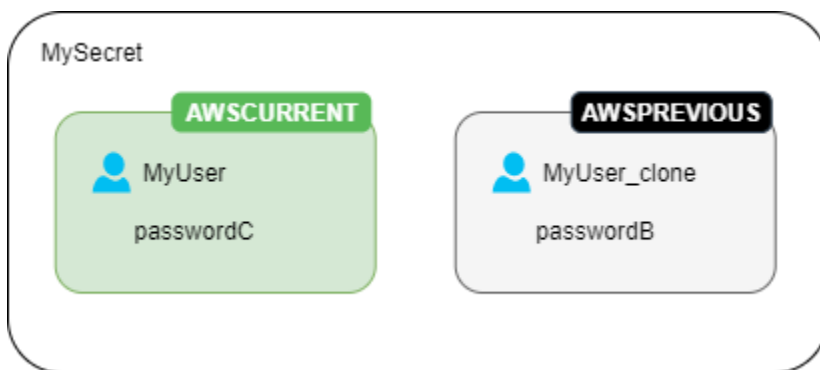 MySecret
AWSCURRENT
MyUser
passwordC
AWSPREVIOUS
MyUser_clone
passwordB